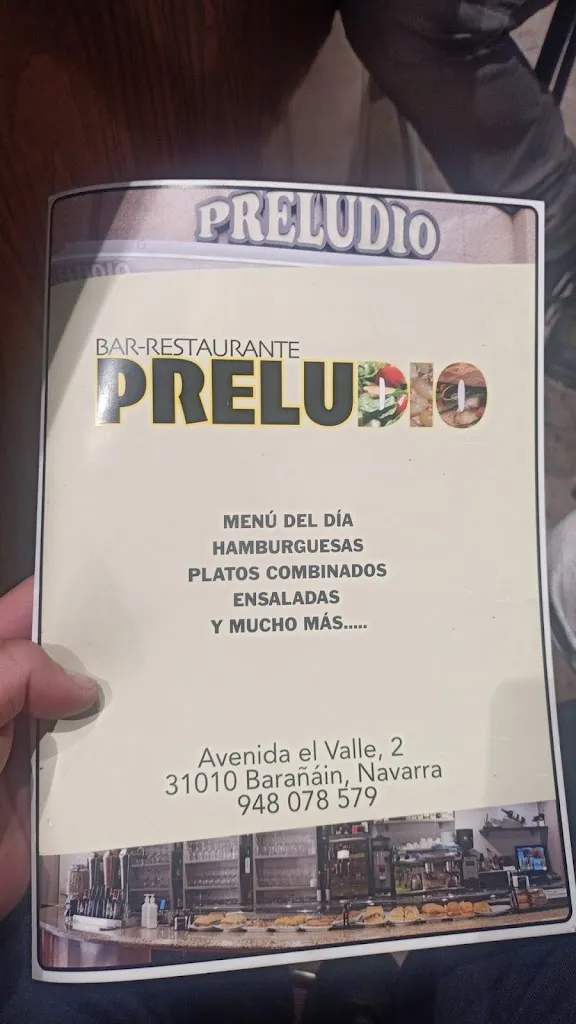 PRELUDIO
BAR-RESTAURANTE
PRELUDIO
MENÚ DEL DÍA
HAMBURGUESAS
PLATOS COMBINADOS
ENSALADAS
Y MUCHO MÁS.....
Avenida el Valle, 2
31010 Barañáin, Navarra
948 078 579